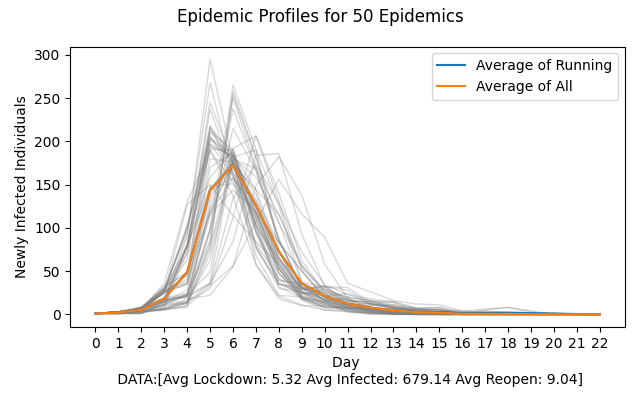 Epidemic Profiles for 50 Epidemics
Average of Running
Average of All
Newly Infected Individuals
300
250
200
150
100
50
0
0 1 2 3 4 5 6 7 8 9 10 11 12 13 14 15 16 17 18 19 20 21 22
Day
DATA:[Avg Lockdown: 5.32 Avg Infected: 679.14 Avg Reopen: 9.04]